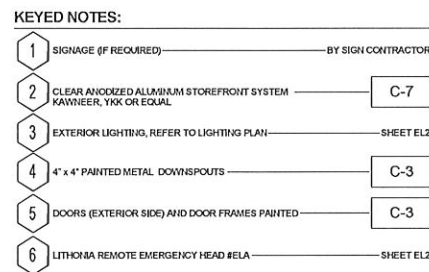 KEYED NOTES:
1 SIGNAGE (IF REQUIRED) BY SIGN CONTRACTOR
2 CLEAR ANODIZED ALUMINUM STOREFRONT SYSTEM C-7
KAWNEER, YKK OR EQUAL
3 EXTERIOR LIGHTING, REFER TO LIGHTING PLAN SHEET EL2
4 4" x 4" PAINTED METAL DOWNSPOUTS C-3
5 DOORS (EXTERIOR SIDE) AND DOOR FRAMES PAINTED C-3
6 LITHONIA REMOTE EMERGENCY HEAD #ELA SHEET EL2